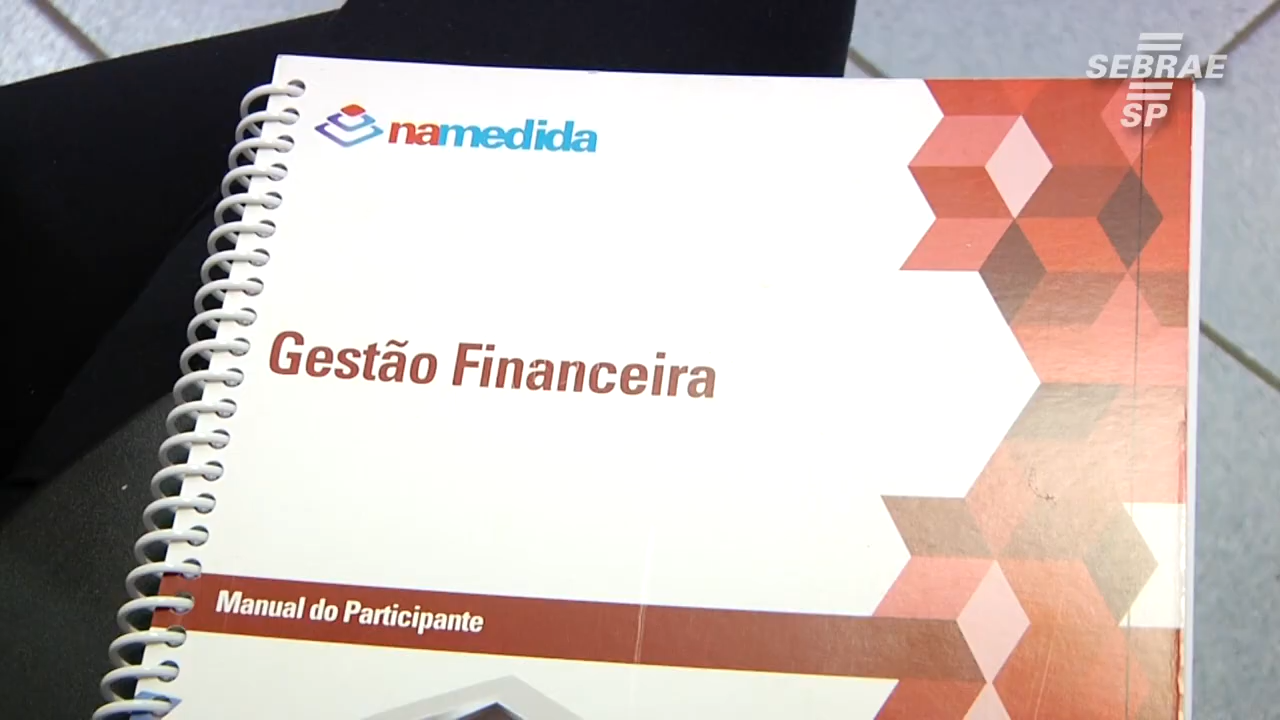 SEBRAE
SP
namedida
Gestão Financeira
Manual do Participante